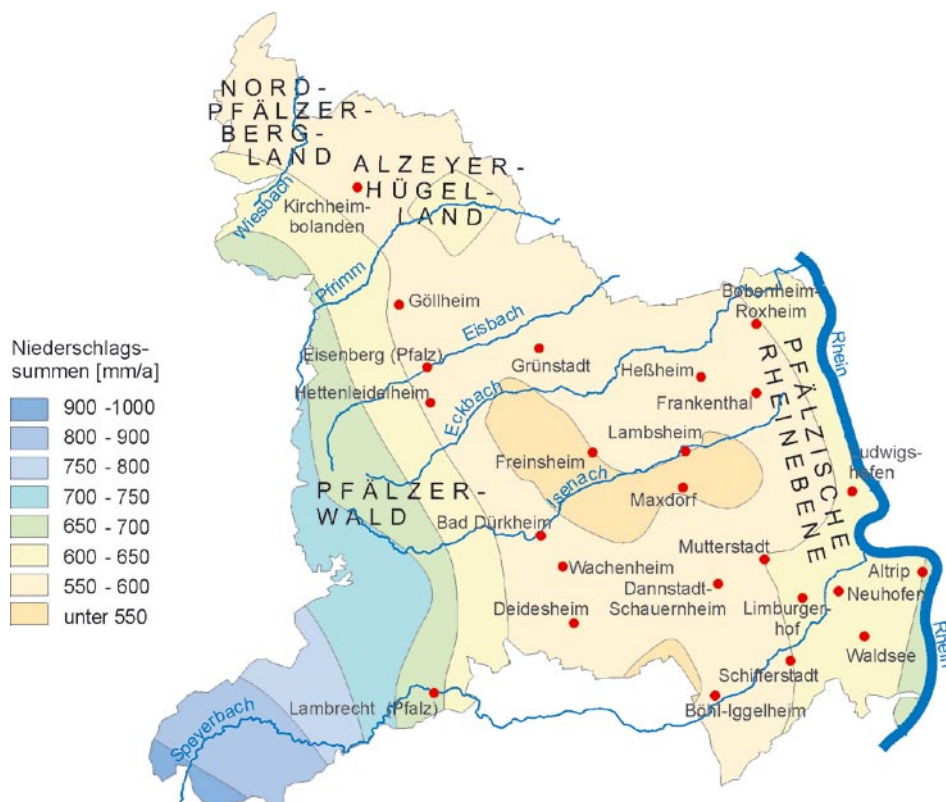 NORD-
PFÄLZER-
BERG-
LAND
ALZEYER-
HÜGEL-
LAND
Wiesbach
Kirchheim-
bolanden
Pfrimm
Göllheim
Eisbach
Bobenheim-
Roxheim
Rhein
Niederschlags-
summen [mm/a]
900 -1000
800 - 900
750 - 800
700 - 750
650 - 700
600 - 650
550 - 600
unter 550
Eisenberg (Pfalz)
Grünstadt
Heßheim
Hettenleidelheim
Eckbach
Frankenthal
PFÄLZISCHE
RHEINEBENE
Lambsheim
Freinsheim
Ludwigs-
hafen
Isenach
Maxdorf
PFÄLZER-
WALD
Bad Dürkheim
Mutterstadt
Wachenheim
Altrip
Dannstadt-
Schauernheim
Neuhofen
Limburger-
hof
Deidesheim
Rhein
Waldsee
Schifferstadt
Lambrecht (Pfalz)
Böhl-Iggelheim
Speyerbach